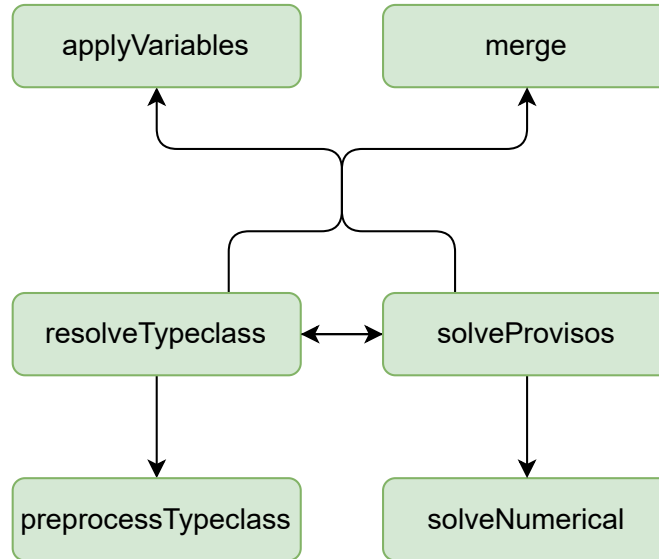 applyVariables
merge
resolveTypeclass
solveProvisos
preprocessTypeclass
solveNumerical